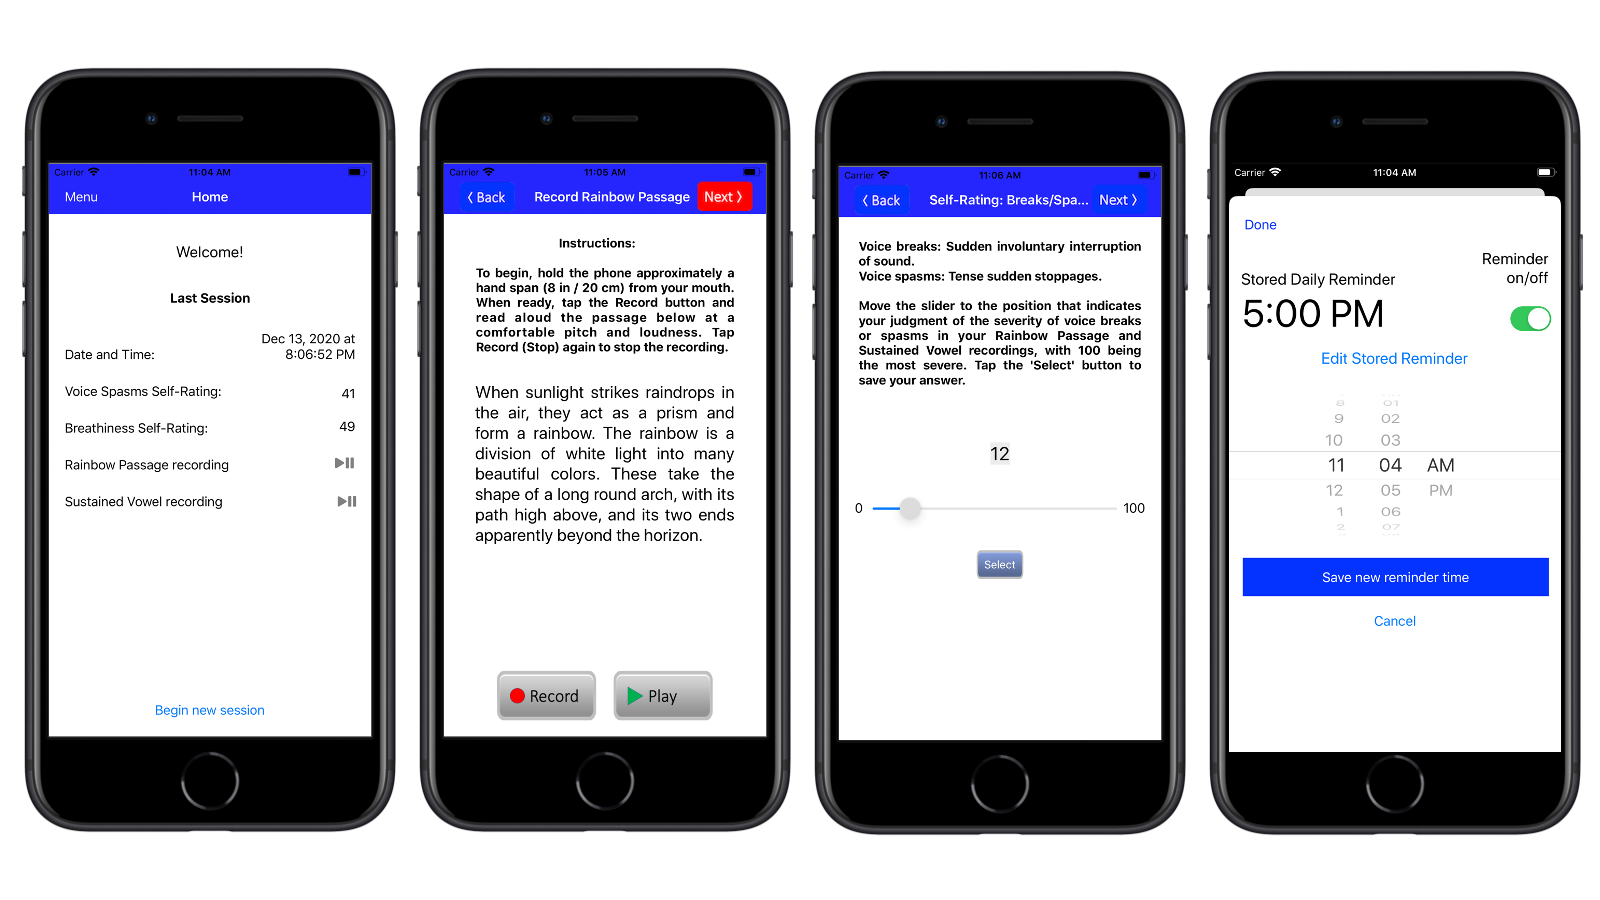 Carrier 11:04 AM
Menu Home
Welcome!
Last Session
Dec 13, 2020 at
Date and Time: 8:06:52 PM
Voice Spasms Self-Rating: 41
Breathiness Self-Rating: 49
Rainbow Passage recording
Sustained Vowel recording
Begin new session
Carrier 11:05 AM
Back Record Rainbow Passage Next
Instructions:
To begin, hold the phone approximately a
hand span (8 in / 20 cm) from your mouth.
When ready, tap the Record button and
read aloud the passage below at a
comfortable pitch and loudness. Tap
Record (Stop) again to stop the recording.
When sunlight strikes raindrops in
the air, they act as a prism and
form a rainbow. The rainbow is a
division of white light into many
beautiful colors. These take the
shape of a long round arch, with its
path high above, and its two ends
apparently beyond the horizon.
Record Play
Carrier 11:06 AM
Back Self-Rating: Breaks/Spa... Next
Voice breaks: Sudden involuntary interruption
of sound.
Voice spasms: Tense sudden stoppages.
Move the slider to the position that indicates
your judgment of the severity of voice breaks
or spasms in your Rainbow Passage and
Sustained Vowel recordings, with 100 being
the most severe. Tap the 'Select' button to
save your answer.
12
0 100
Select
Carrier 11:04 AM
Done
Reminder
on/off
Stored Daily Reminder
5:00 PM
Edit Stored Reminder
8 01
9 02
10 03
11 04 AM
12 05 PM
1 06
2 07
Save new reminder time
Cancel